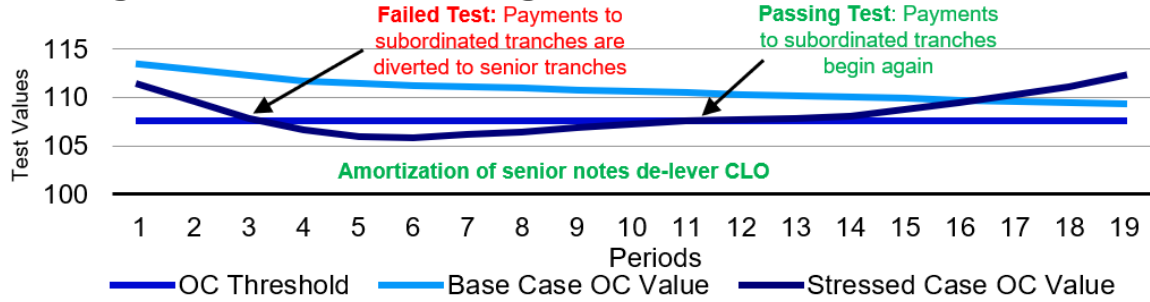 Failed Test: Payments to
subordinated tranches are
diverted to senior tranches
Passing Test: Payments
to subordinated tranches
begin again
Test Values
115
110
105
100
Amortization of senior notes de-lever CLO
1 2 3 4 5 6 7 8 9 10 11 12 13 14 15 16 17 18 19
Periods
OC Threshold Base Case OC Value Stressed Case OC Value